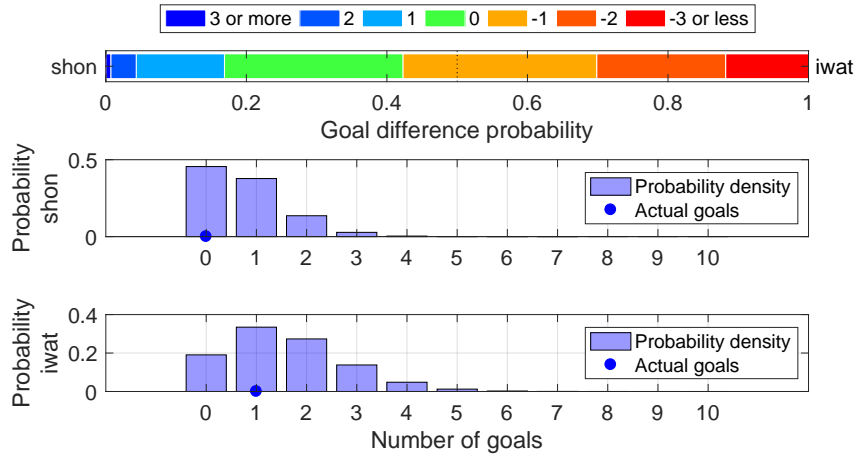 3 or more 2 1 0 -1 -2 -3 or less
shon iwat
0 0.2 0.4 0.6 0.8 1
Goal difference probability
Probability
shon
0.5
0
Probability density
Actual goals
0 1 2 3 4 5 6 7 8 9 10
Probability
iwat
0.4
0.2
0
Probability density
Actual goals
0 1 2 3 4 5 6 7 8 9 10
Number of goals